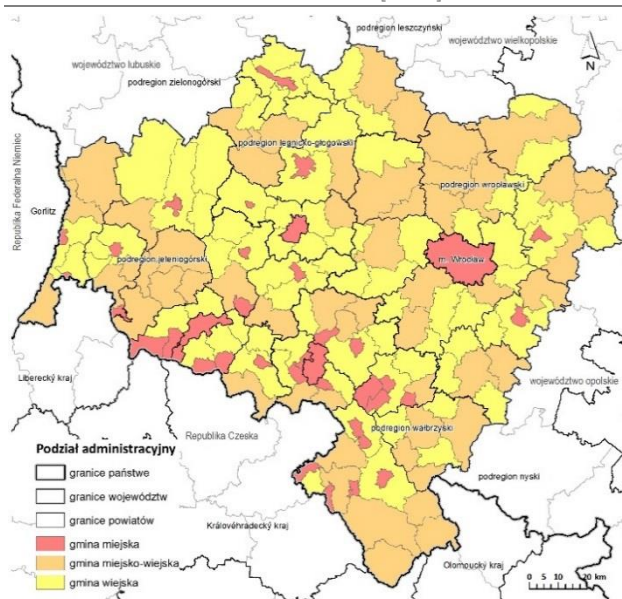 podregion leszczyński
województwo wielkopolskie
województwo lubuskie
podregion zielonogórski
N
Republika Federalna Niemiec
podregion legnicko-głogowski
podregion wrocławski
Gorlitz
podregion jeleniogórski
m. Wrocław
Liberecký kraj
województwo opolskie
Republika Czeska
podregion wałbrzyski
podregion nyski
Královéhradecký kraj
Olomoucký kraj
Podział administracyjny
granice państwe
granice województw
granice powiatów
gmina miejska
gmina miejsko-wiejska
gmina wiejska
0 5 10 20 km